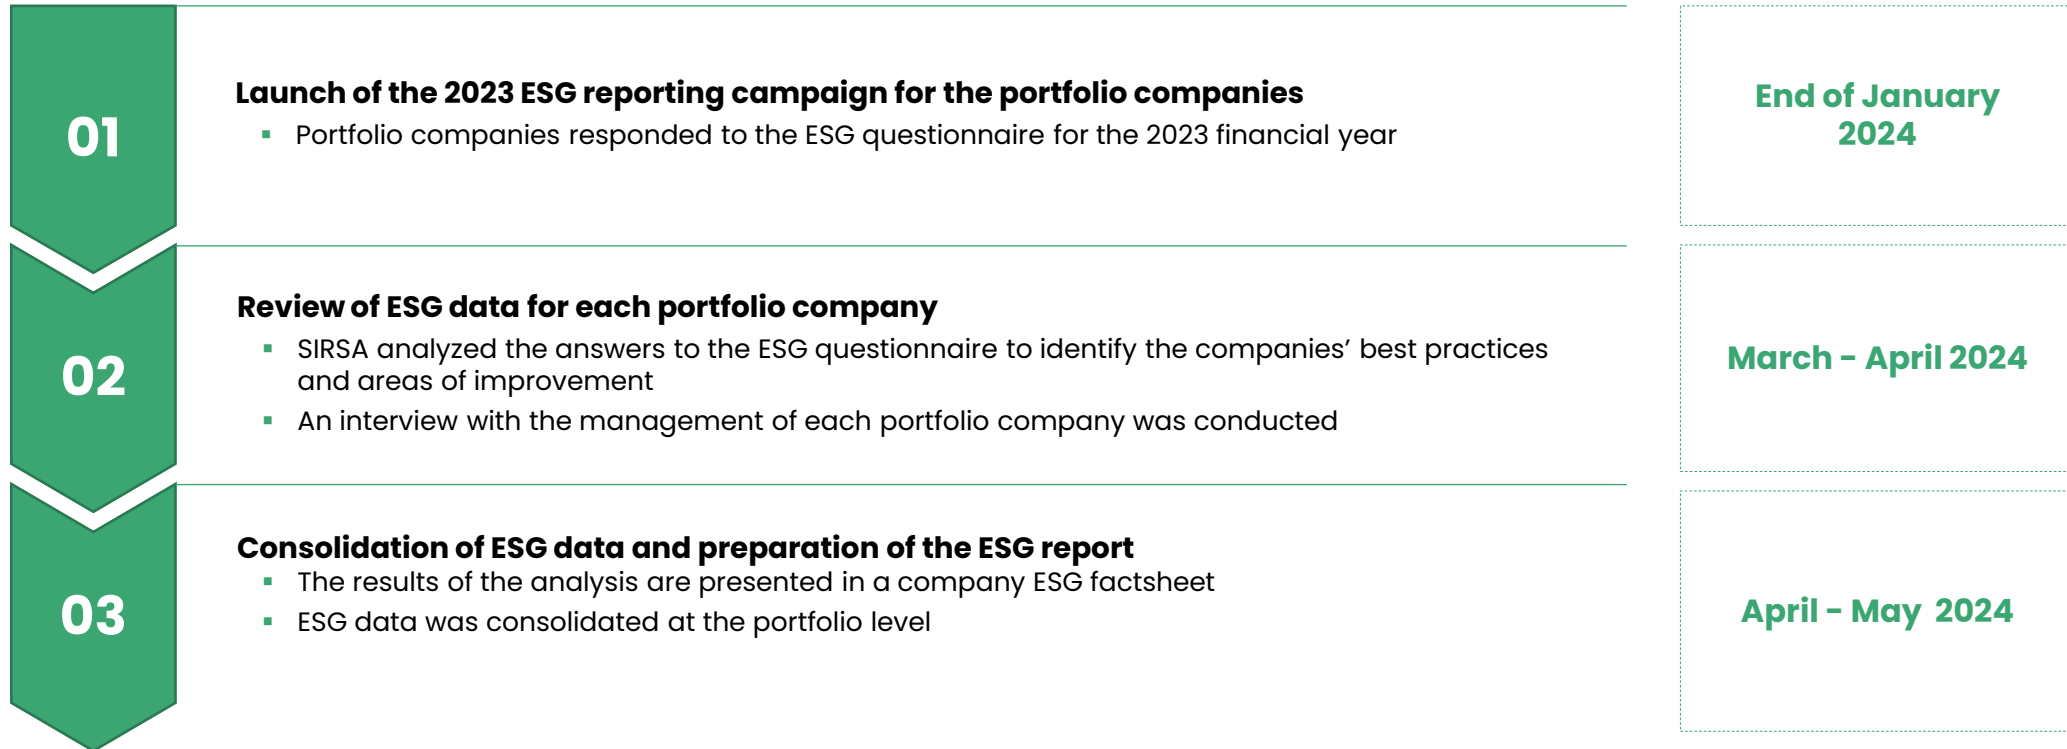 01
Launch of the 2023 ESG reporting campaign for the portfolio companies
▪ Portfolio companies responded to the ESG questionnaire for the 2023 financial year
End of January
2024
02
Review of ESG data for each portfolio company
▪ SIRSA analyzed the answers to the ESG questionnaire to identify the companies’ best practices
and areas of improvement
▪ An interview with the management of each portfolio company was conducted
March – April 2024
03
Consolidation of ESG data and preparation of the ESG report
▪ The results of the analysis are presented in a company ESG factsheet
▪ ESG data was consolidated at the portfolio level
April – May 2024